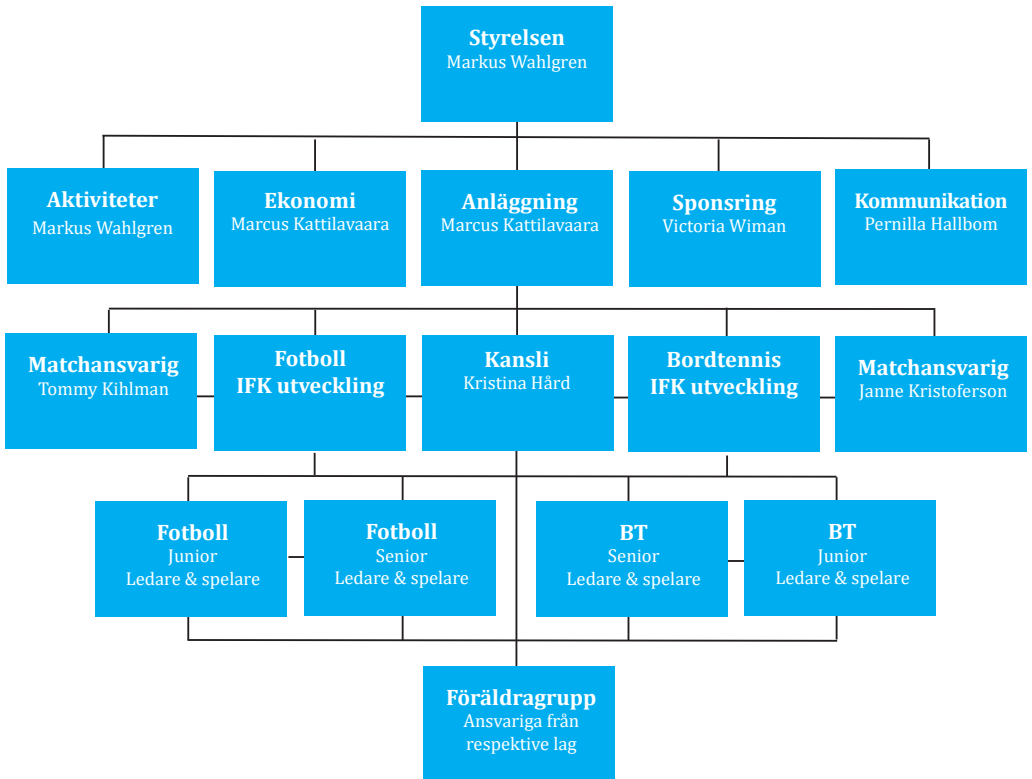 Styrelsen
Markus Wahlgren
Aktiviteter
Markus Wahlgren
Ekonomi
Marcus Kattilavaara
Anläggning
Marcus Kattilavaara
Sponsring
Victoria Wiman
Kommunikation
Pernilla Hallbom
Matchansvarig
Tommy Kihlman
Fotboll
IFK utveckling
Kansli
Kristina Hård
Bordtennis
IFK utveckling
Matchansvarig
Janne Kristoferson
Fotboll
Junior
Ledare & spelare
Fotboll
Senior
Ledare & spelare
BT
Senior
Ledare & spelare
BT
Junior
Ledare & spelare
Föräldragrupp
Ansvariga från
respektive lag